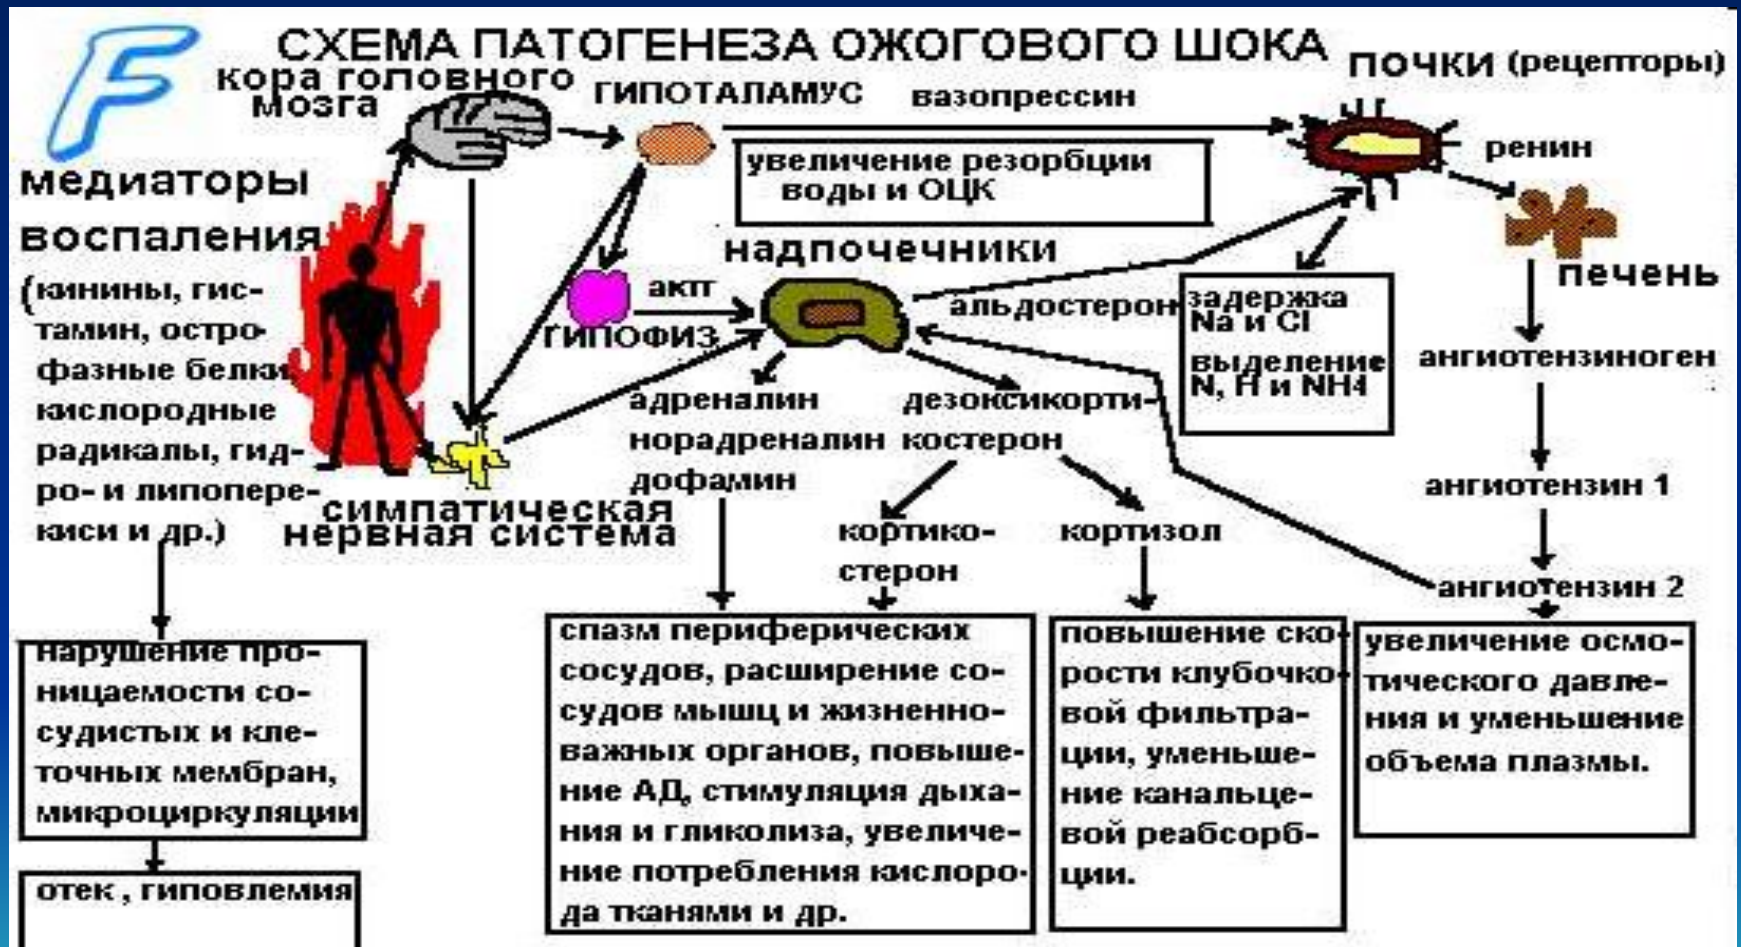 F
СХЕМА ПАТОГЕНЕЗА ОЖОГОВОГО ШОКА
кора головного
мозга
ГИПОТАЛАМУС
вазопрессин
ПОЧКИ (рецепторы)
увеличение резорбции
воды и ОЦК
ренин
печень
медиаторы
воспаления
(кинины, гис-
тамин, остро-
фазные белки
кислородные
радикалы, гид-
ро- и липопере-
киси и др.)
надпочечники
актг
ГИПОФИЗ
альдостерон
задержка
Na и Cl
выделение
N, H и NH4
ангиотензиноген
ангиотензин 1
ангиотензин 2
адреналин
норадреналин
дофамин
дезоксикорти-
костерон
симпатическая
нервная система
кортико-
стерон
кортизол
нарушение про-
ницаемости со-
судистых и кле-
точных мембран,
микроциркуляции
отек , гиповлемия
спазм периферических
сосудов, расширение со-
судов мышц и жизненно-
важных органов, повыше-
ние АД, стимуляция дыха-
ния и гликолиза, увеличе-
ние потребления кислоро-
да тканями и др.
повышение ско-
рости клубочко-
вой фильтра-
ции, уменьше-
ние канальце-
вой реабсорб-
ции.
увеличение осмо-
тического давле-
ния и уменьшение
объема плазмы.